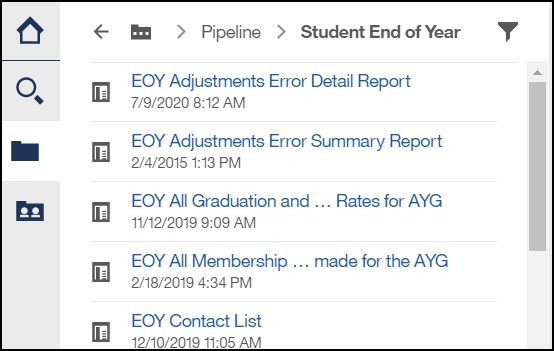 Pipeline Student End of Year
EOY Adjustments Error Detail Report
7/9/2020 8:12 AM
EOY Adjustments Error Summary Report
2/4/2015 1:13 PM
EOY All Graduation and … Rates for AYG
11/12/2019 9:09 AM
EOY All Membership … made for the AYG
2/18/2019 4:34 PM
EOY Contact List
12/10/2019 11:05 AM